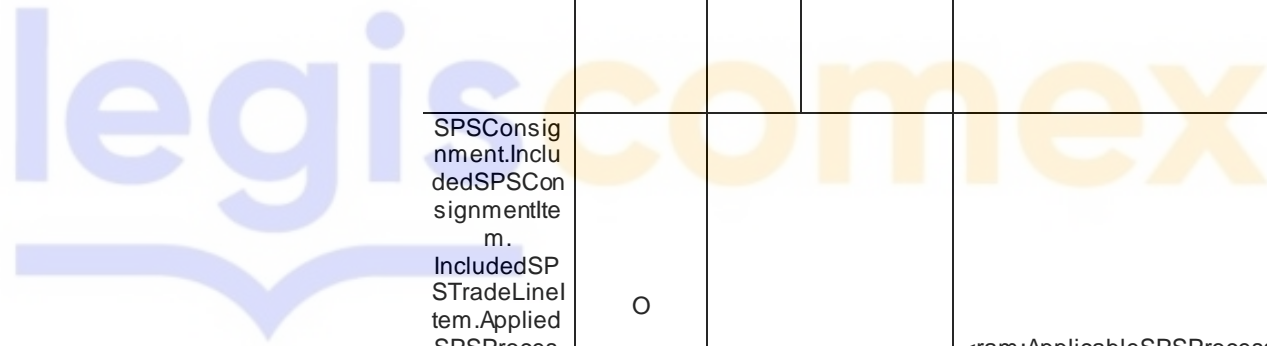 legiscomex
SPSConsig
nment.Inclu
dedSPSCon
signmentIte
m.
IncludedSP
STradeLineI
tem.Applied
O